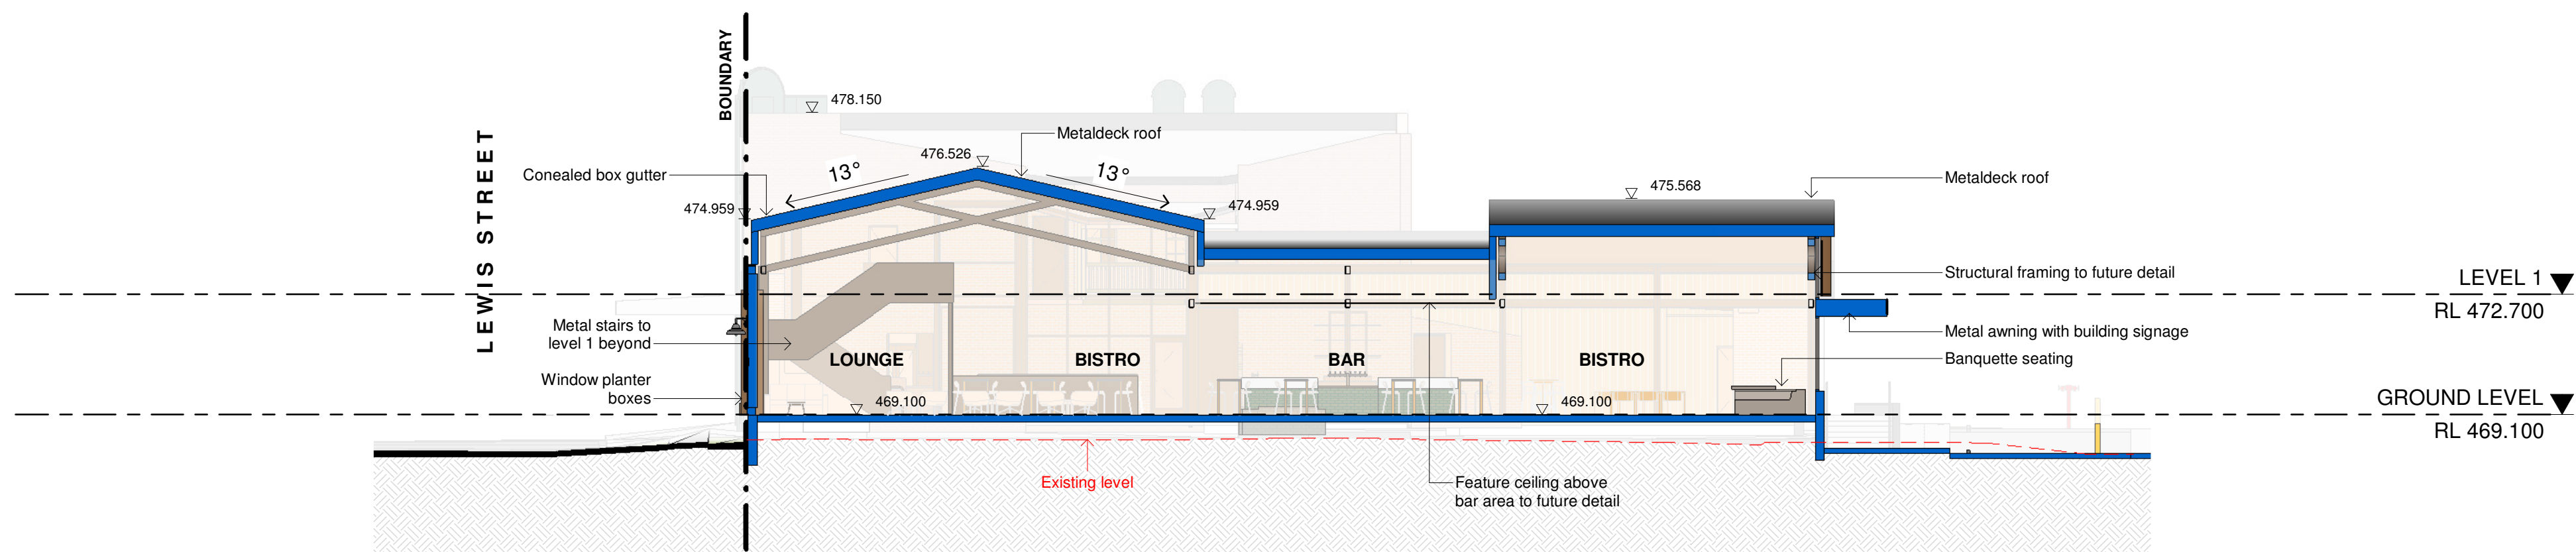 BOUNDARY
LEWIS STREET
478.150
Metaldeck roof
476.526
13°
13°
Conealed box gutter
474.959
474.959
475.568
Metaldeck roof
Structural framing to future detail
LEVEL 1
RL 472.700
Metal stairs to
level 1 beyond
Metal awning with building signage
LOUNGE
BISTRO
BAR
BISTRO
Banquette seating
Window planter
boxes
469.100
469.100
GROUND LEVEL
RL 469.100
Existing level
Feature ceiling above
bar area to future detail